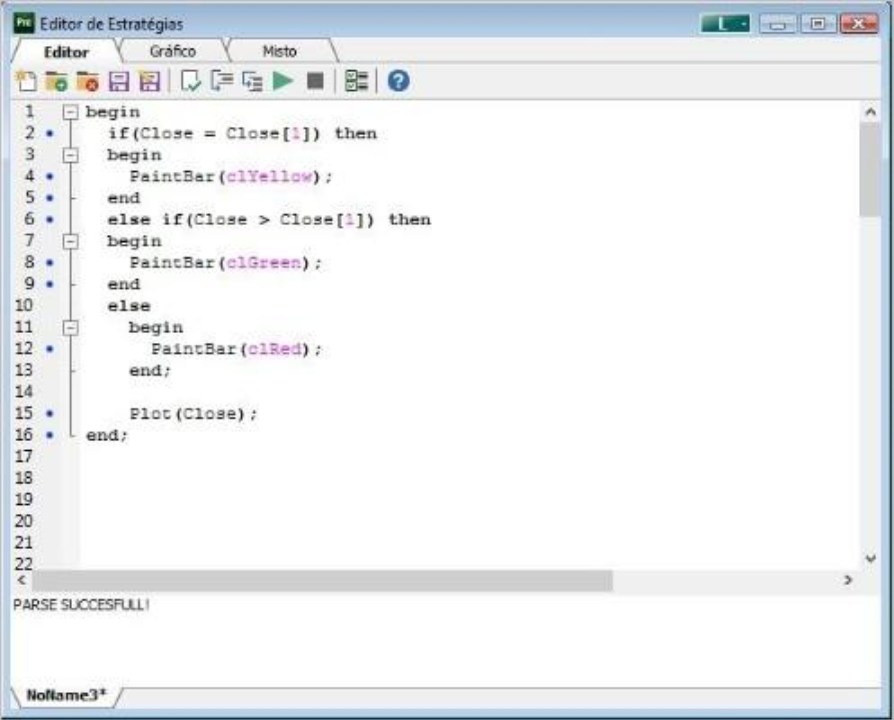 Pro Editor de Estratégias L
Editor Gráfico Misto
1 begin
2 if(Close = Close[1]) then
3 begin
4 PaintBar(clYellow);
5 end
6 else if(Close > Close[1]) then
7 begin
8 PaintBar(clGreen);
9 end
10 else
11 begin
12 PaintBar(clRed);
13 end;
14
15 Plot(Close);
16 end;
17
18
19
20
21
22
PARSE SUCCESFULL!
NoName3*